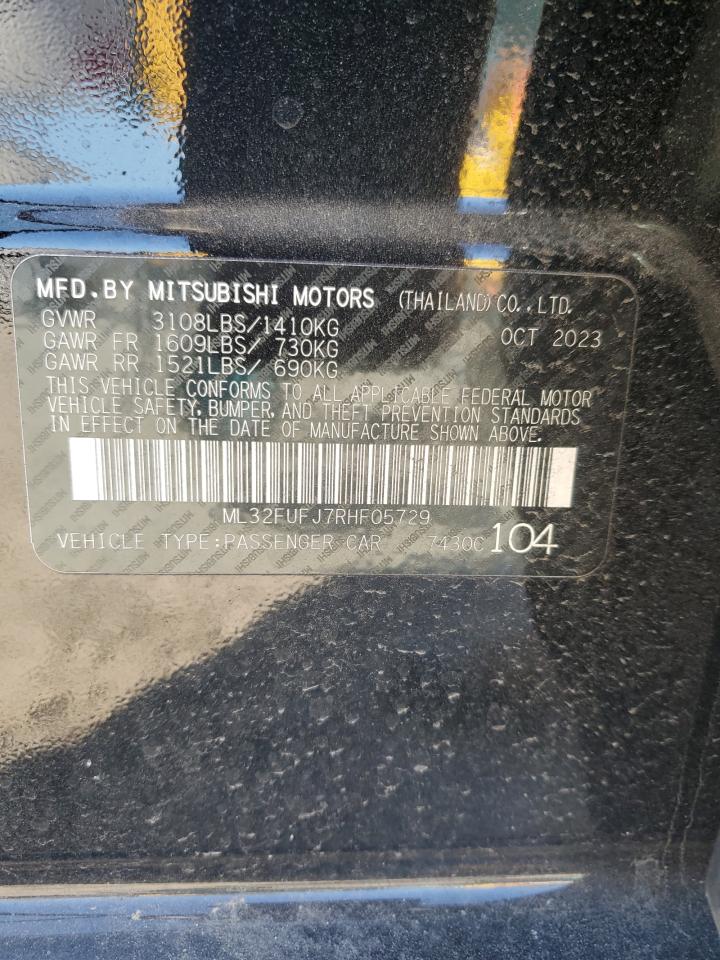 MFD.BY MITSUBISHI MOTORS (THAILAND)CO.,LTD.
GVWR 3108LBS/1410KG OCT 2023
GAWR FR 1609LBS/ 730KG
GAWR RR 1521LBS/ 690KG
THIS VEHICLE CONFORMS TO ALL APPLICABLE FEDERAL MOTOR
VEHICLE SAFETY, BUMPER, AND THEFT PREVENTION STANDARDS
IN EFFECT ON THE DATE OF MANUFACTURE SHOWN ABOVE.
ML32FUFJ7RHF05729
VEHICLE TYPE:PASSENGER CAR 7430C 104